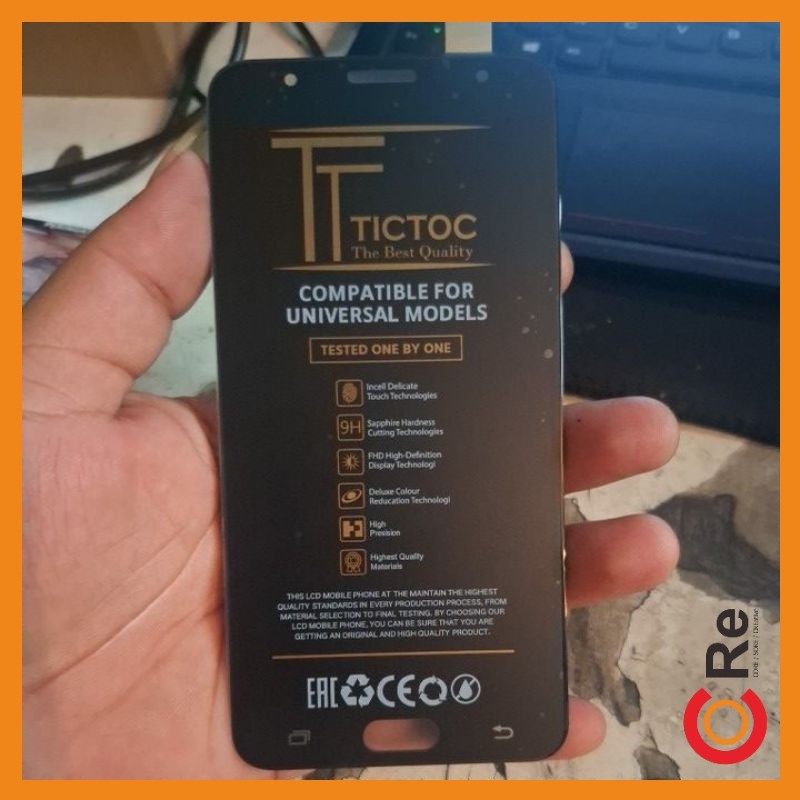 TT
TICTOC
The Best Quality
COMPATIBLE FOR
UNIVERSAL MODELS
TESTED ONE BY ONE
Incell Delicate
Touch Technologies
9H
Sapphire Hardness
Cutting Technologies
FHD High-Definition
Display Technologi
Deluxe Colour
Reducation Technologi
High
Presision
Highest Quality
Materials
THIS LCD MOBILE PHONE AT THE MAINTAIN THE HIGHEST
QUALITY STANDARDS IN EVERY PRODUCTION PROCESS, FROM
MATERIAL SELECTION TO FINAL TESTING. BY CHOOSING OUR
LCD MOBILE PHONE, YOU CAN BE SURE THAT YOU ARE
GETTING AN ORIGINAL AND HIGH QUALITY PRODUCT.
EAC CE
Re